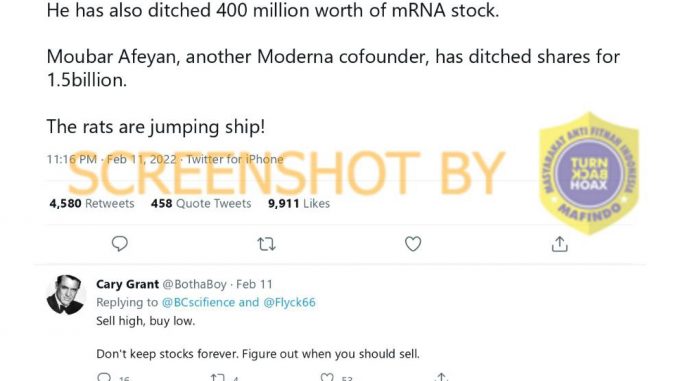 He has also ditched 400 million worth of mRNA stock.
Moubar Afeyan, another Moderna cofounder, has ditched shares for
1.5billion.
The rats are jumping ship!
11:16 PM · Feb 11, 2022 · Twitter for iPhone
SCREENSHOT BY
MASYARAKAT ANTI FITNAH INDONESIA
TURN
BACK
HOAX
MAFINDO
4,580 Retweets 458 Quote Tweets 9,911 Likes
Cary Grant @BothaBoy · Feb 11
Replying to @BCscifience and @Flyck66
Sell high, buy low.
Don't keep stocks forever. Figure out when you should sell.
16 4 53